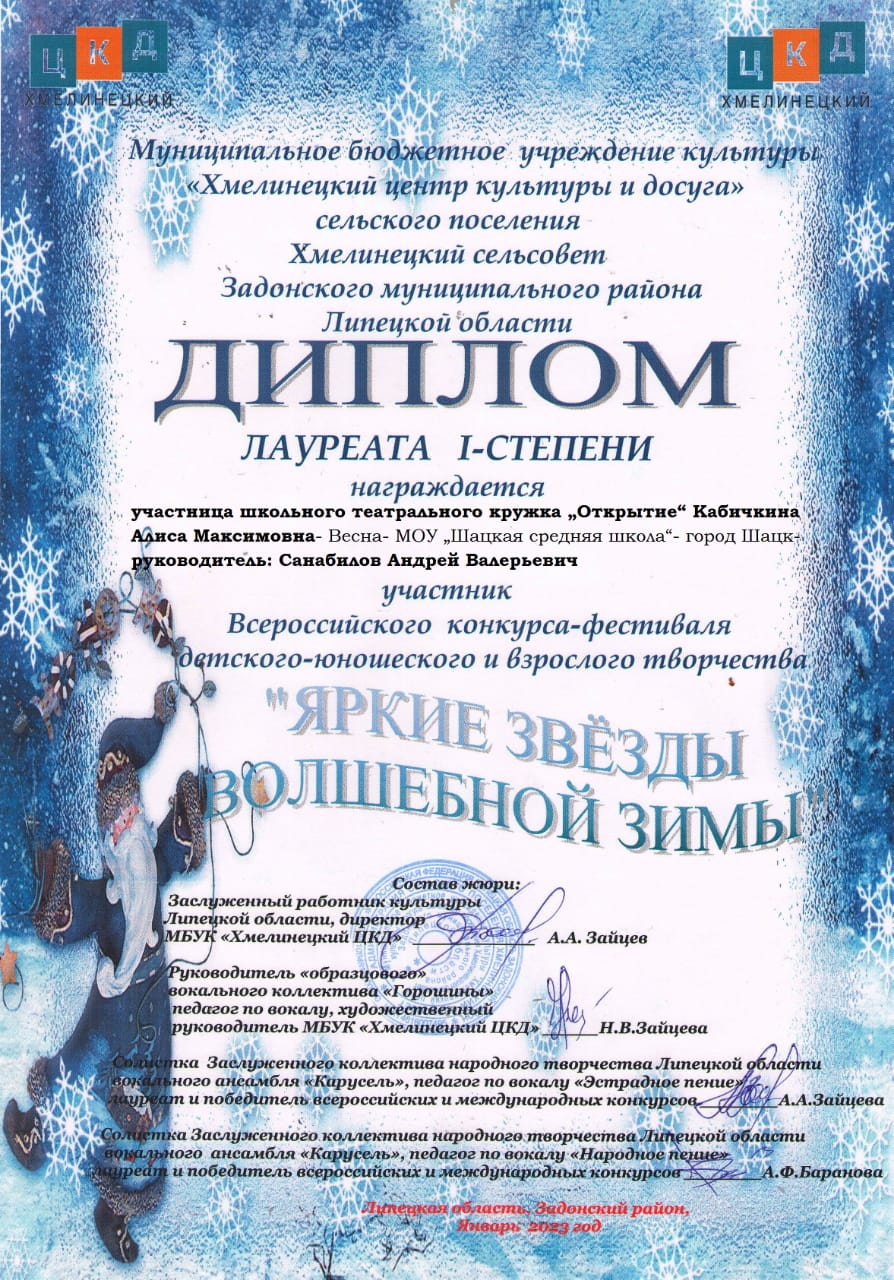 ЦКД ХМЕЛИНЕЦКИЙ
ЦКД ХМЕЛИНЕЦКИЙ
Муниципальное бюджетное учреждение культуры
«Хмелинецкий центр культуры и досуга»
сельского поселения
Хмелинецкий сельсовет
Задонского муниципального района
Липецкой области
ДИПЛОМ
ЛАУРЕАТА I-СТЕПЕНИ
награждается
участница школьного театрального кружка „Открытие“ Кабичкина
Алиса Максимовна- Весна- МОУ „Шацкая средняя школа“- город Шацк-
руководитель: Санабилов Андрей Валерьевич
участник
Всероссийского конкурса-фестиваля
детского-юношеского и взрослого творчества
"ЯРКИЕ ЗВЁЗДЫ
ВОЛШЕБНОЙ ЗИМЫ"
Состав жюри:
Заслуженный работник культуры
Липецкой области, директор
МБУК «Хмелинецкий ЦКД» А.А. Зайцев
Руководитель «образцового»
вокального коллектива «Горошины»
педагог по вокалу, художественный
руководитель МБУК «Хмелинецкий ЦКД» Н.В.Зайцева
Солистка Заслуженного коллектива народного творчества Липецкой области
вокального ансамбля «Карусель», педагог по вокалу «Эстрадное пение»
лауреат и победитель всероссийских и международных конкурсов А.А.Зайцева
Солистка Заслуженного коллектива народного творчества Липецкой области
вокального ансамбля «Карусель», педагог по вокалу «Народное пение»
лауреат и победитель всероссийских и международных конкурсов А.Ф.Баранова
Липецкая область, Задонский район,
Январь 2023 год